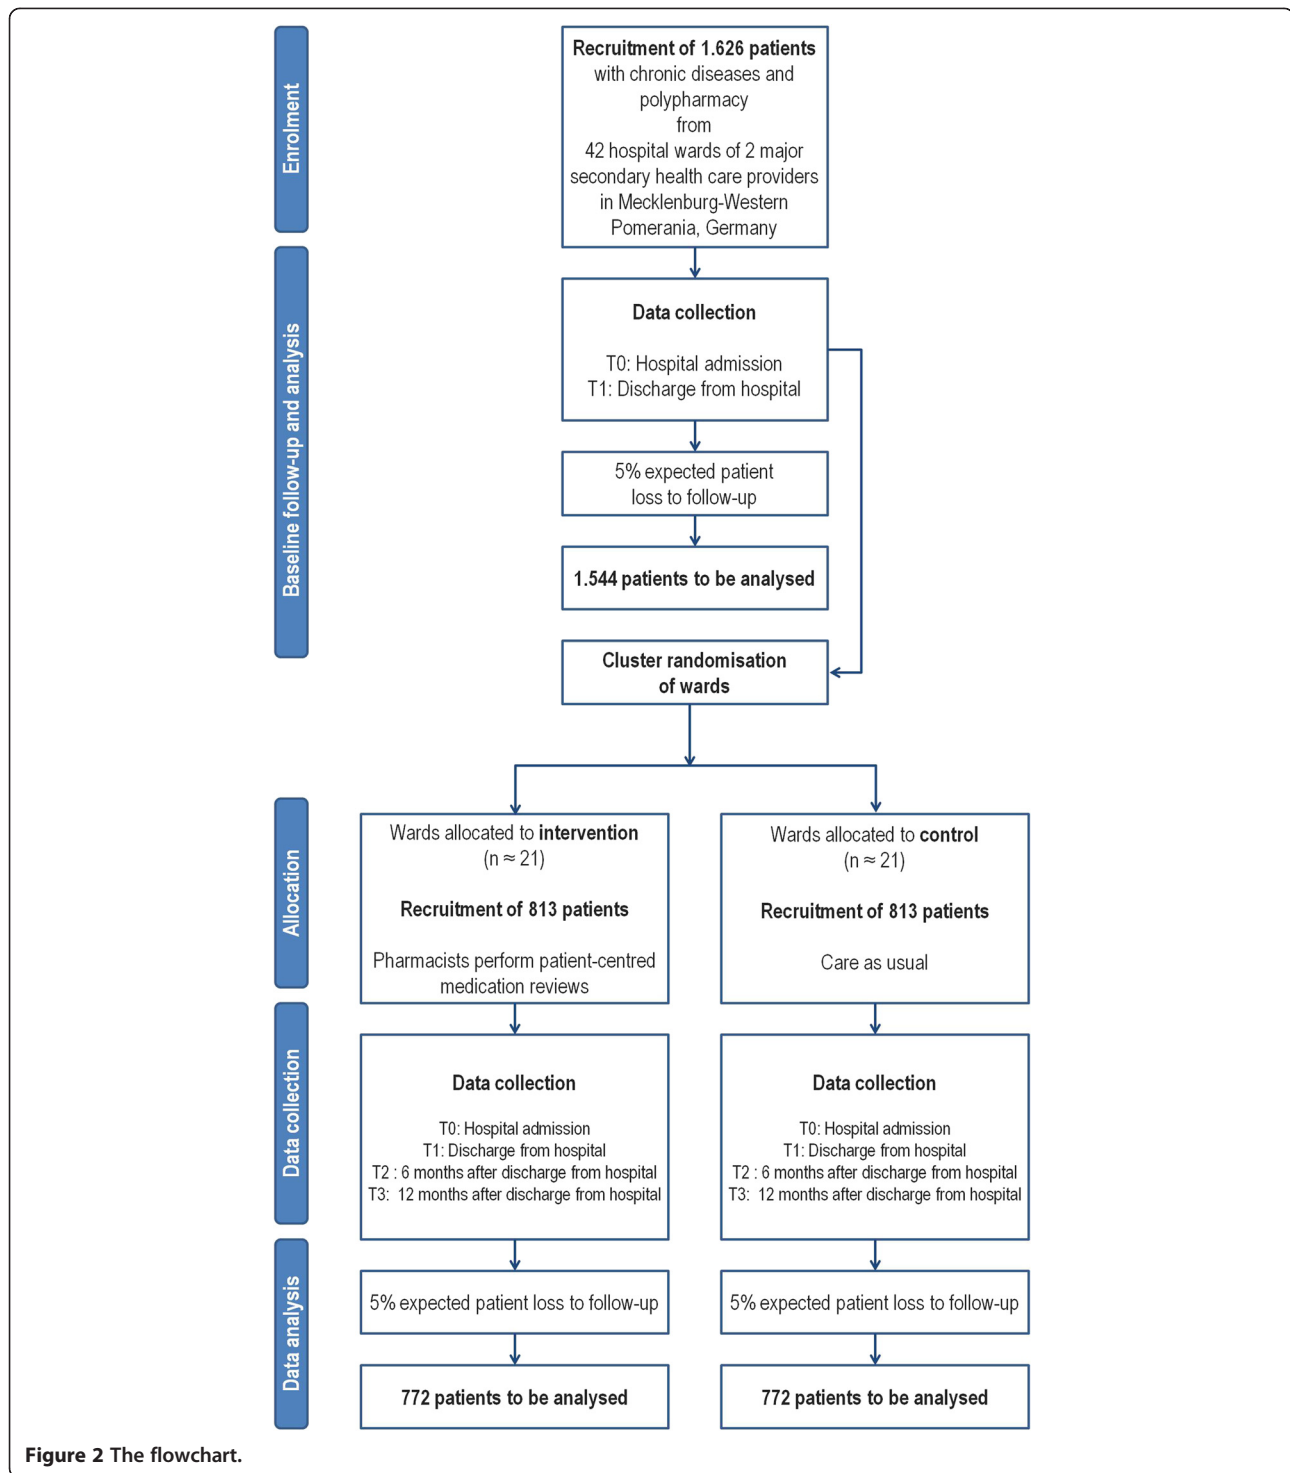 Enrolment
Recruitment of 1.626 patients
with chronic diseases and
polypharmacy
from
42 hospital wards of 2 major
secondary health care providers
in Mecklenburg-Western
Pomerania, Germany
Baseline follow-up and analysis
Data collection
T0: Hospital admission
T1: Discharge from hospital
5% expected patient
loss to follow-up
1.544 patients to be analysed
Cluster randomisation
of wards
Allocation
Wards allocated to intervention
(n ≈ 21)
Recruitment of 813 patients
Pharmacists perform patient-centred
medication reviews
Wards allocated to control
(n ≈ 21)
Recruitment of 813 patients
Care as usual
Data collection
Data collection
T0: Hospital admission
T1: Discharge from hospital
T2 : 6 months after discharge from hospital
T3: 12 months after discharge from hospital
Data collection
T0: Hospital admission
T1: Discharge from hospital
T2 : 6 months after discharge from hospital
T3: 12 months after discharge from hospital
Data analysis
5% expected patient loss to follow-up
5% expected patient loss to follow-up
772 patients to be analysed
772 patients to be analysed
Figure 2 The flowchart.